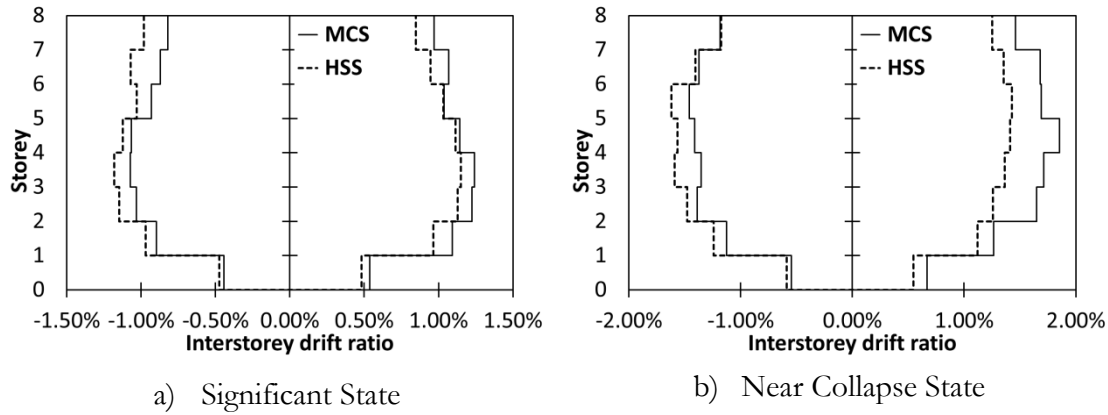 8
7
6
5
4
3
2
1
0
Storey
MCS
HSS
-1.50% -1.00% -0.50% 0.00% 0.50% 1.00% 1.50%
Interstorey drift ratio
a) Significant State
8
7
6
5
4
3
2
1
0
Storey
MCS
HSS
-2.00% -1.00% 0.00% 1.00% 2.00%
Interstorey drift ratio
b) Near Collapse State